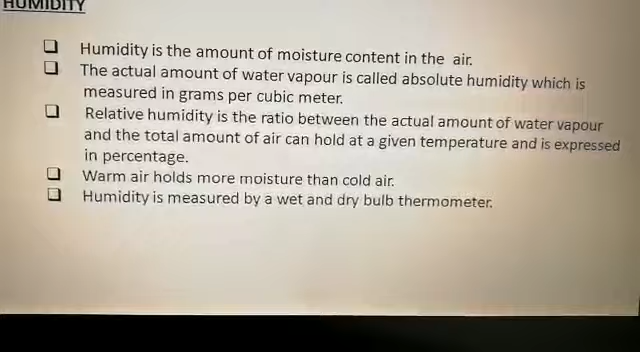 HUMIDITY
Humidity is the amount of moisture content in the air.
The actual amount of water vapour is called absolute humidity which is
measured in grams per cubic meter.
Relative humidity is the ratio between the actual amount of water vapour
and the total amount of air can hold at a given temperature and is expressed
in percentage.
Warm air holds more moisture than cold air.
Humidity is measured by a wet and dry bulb thermometer.